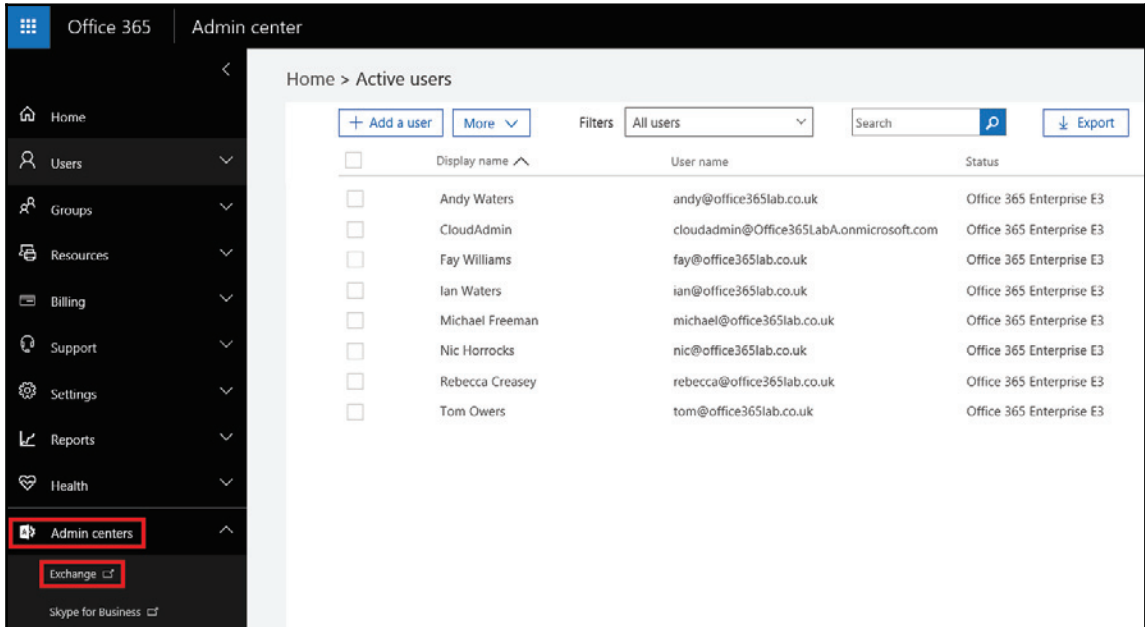 Office 365 Admin center
Home > Active users
Home
Users
Groups
Resources
Billing
Support
Settings
Reports
Health
Admin centers
Exchange
Skype for Business
+ Add a user More Filters All users Search Export
Display name User name Status
Andy Waters andy@office365lab.co.uk Office 365 Enterprise E3
CloudAdmin cloudadmin@Office365LabA.onmicrosoft.com Office 365 Enterprise E3
Fay Williams fay@office365lab.co.uk Office 365 Enterprise E3
Ian Waters ian@office365lab.co.uk Office 365 Enterprise E3
Michael Freeman michael@office365lab.co.uk Office 365 Enterprise E3
Nic Horrocks nic@office365lab.co.uk Office 365 Enterprise E3
Rebecca Creasey rebecca@office365lab.co.uk Office 365 Enterprise E3
Tom Owers tom@office365lab.co.uk Office 365 Enterprise E3